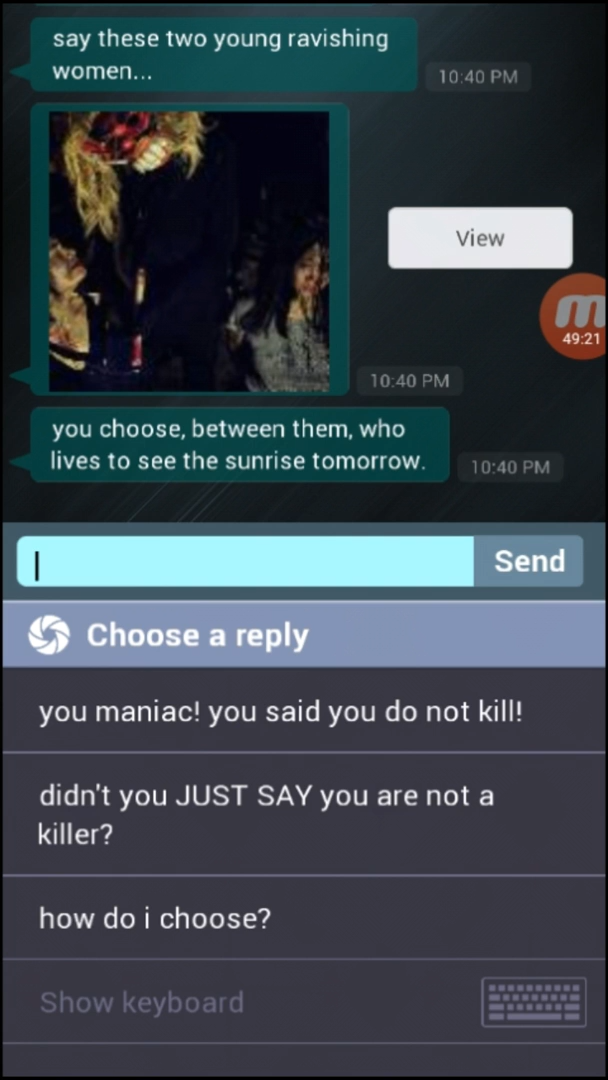 say these two young ravishing
women...
10:40 PM
View
49:21
10:40 PM
you choose, between them, who
lives to see the sunrise tomorrow.
10:40 PM
Send
Choose a reply
you maniac! you said you do not kill!
didn't you JUST SAY you are not a
killer?
how do i choose?
Show keyboard